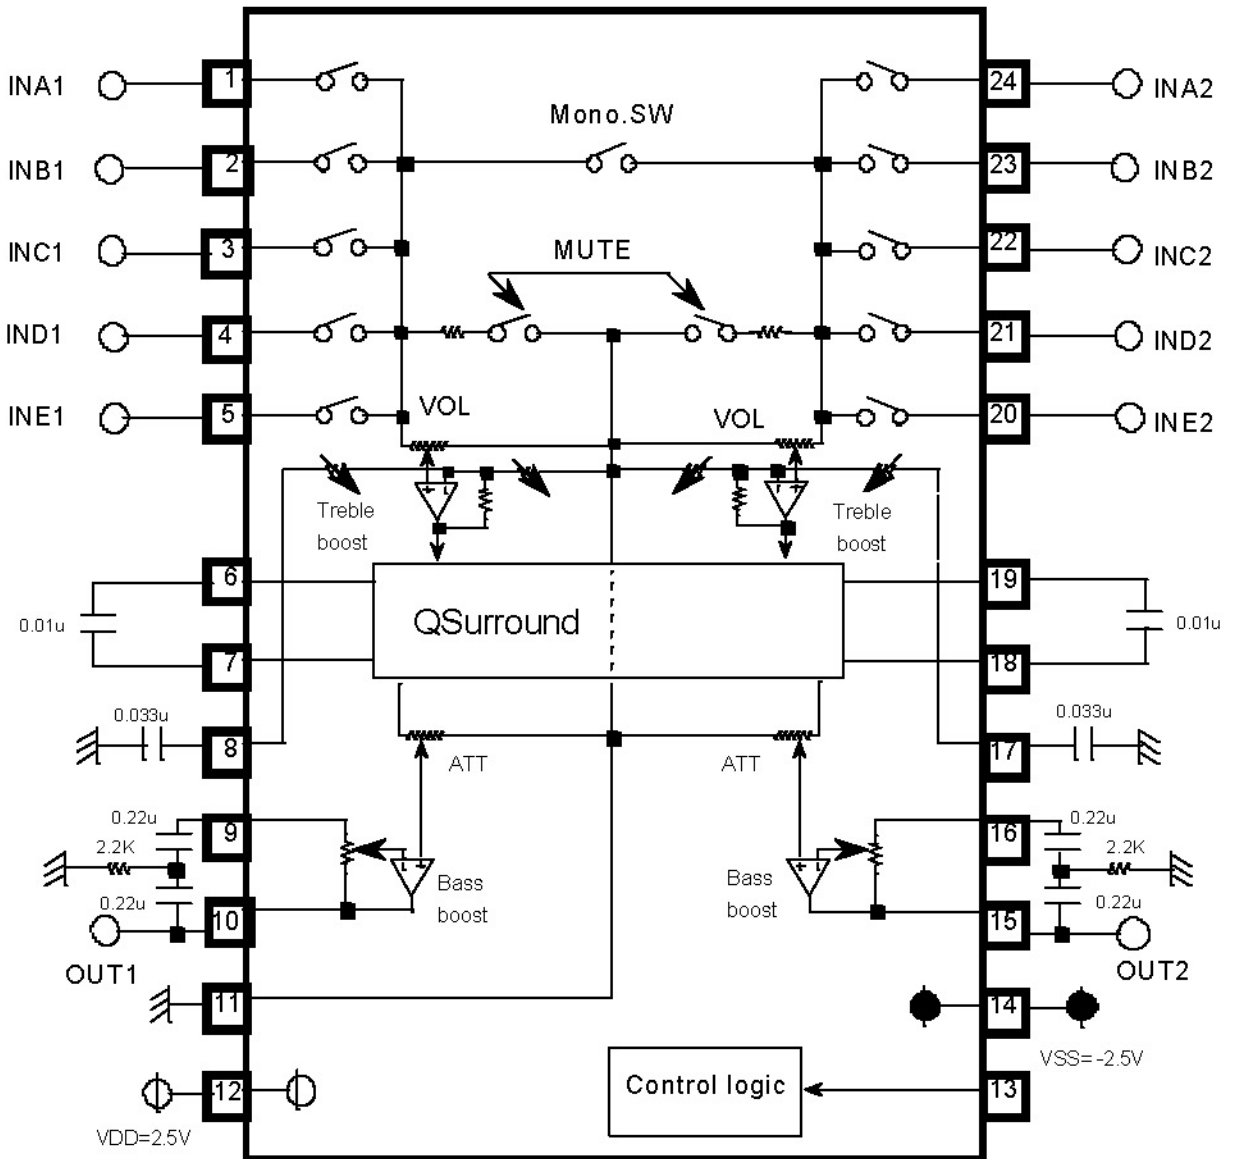 INA1
1
24
INA2
Mono.SW
INB1
2
23
INB2
INC1
3
MUTE
22
INC2
IND1
4
21
IND2
INE1
5
VOL
VOL
20
INE2
Treble
boost
Treble
boost
6
19
0.01u
QSurround
0.01u
7
18
0.033u
8
ATT
ATT
17
0.033u
0.22u
9
16
0.22u
2.2K
2.2K
0.22u
Bass
boost
Bass
boost
0.22u
10
15
OUT1
OUT2
11
14
VSS=-2.5V
12
Control logic
13
VDD=2.5V
+
-
+
-
+
-
+
-